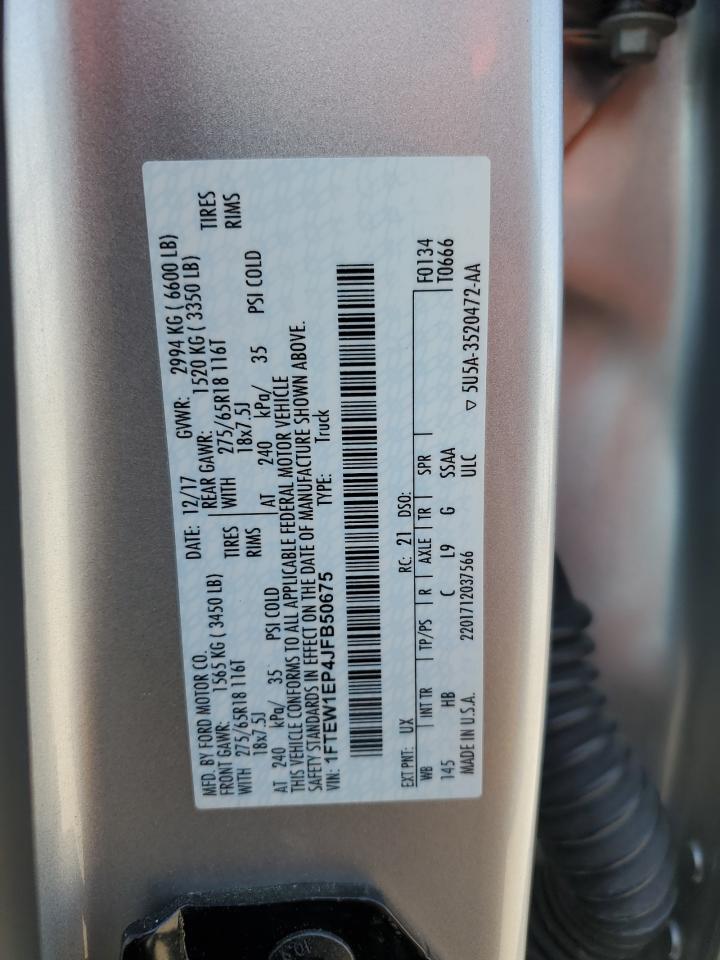 MFD. BY FORD MOTOR CO. DATE: 12/17 GVWR: 2994 KG ( 6600 LB)
FRONT GAWR: 1565 KG ( 3450 LB) REAR GAWR: 1520 KG ( 3350 LB)
WITH 275/65R18 116T TIRES WITH 275/65R18 116T TIRES
18x7.5J RIMS 18x7.5J RIMS
AT 240 kPa/ 35 PSI COLD AT 240 kPa/ 35 PSI COLD
THIS VEHICLE CONFORMS TO ALL APPLICABLE FEDERAL MOTOR VEHICLE
SAFETY STANDARDS IN EFFECT ON THE DATE OF MANUFACTURE SHOWN ABOVE.
VIN: 1FTEW1EP4JFB50675 TYPE: Truck
EXT PNT: UX RC: 21 DSO: F0134
WB INT TR TP/PS R AXLE TR SPR T0666
145 HB C L9 G SSAA
MADE IN U.S.A. 2201712037566 ULC ▽ 5U5A-3520472-AA